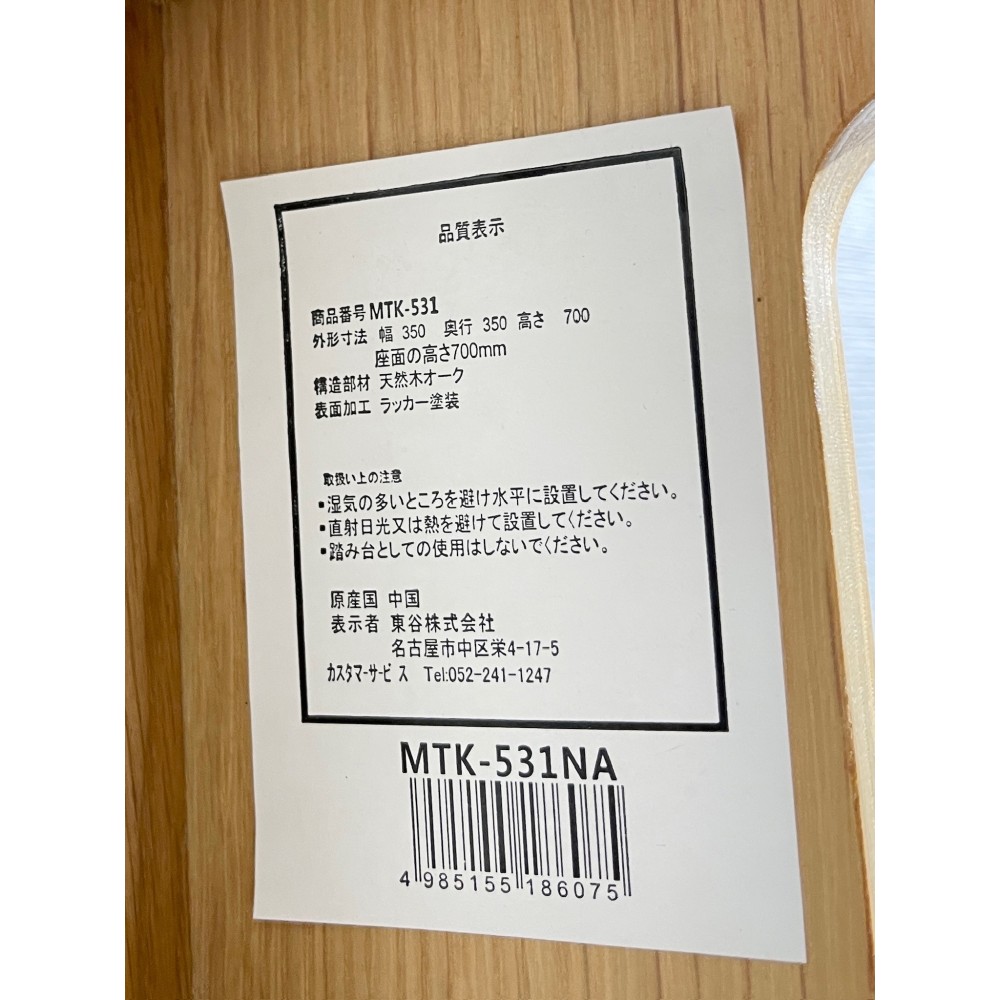 品質表示
商品番号 MTK-531
外形寸法 幅 350 奥行 350 高さ 700
座面の高さ700mm
構造部材 天然木オーク
表面加工 ラッカー塗装
取扱い上の注意
▪湿気の多いところを避け水平に設置してください。
▪直射日光又は熱を避けて設置してください。
▪踏み台としての使用はしないでください。
原産国 中国
表示者 東谷株式会社
名古屋市中区栄4-17-5
カスタマーサービス Tel:052-241-1247
MTK-531NA
4 985155 186075